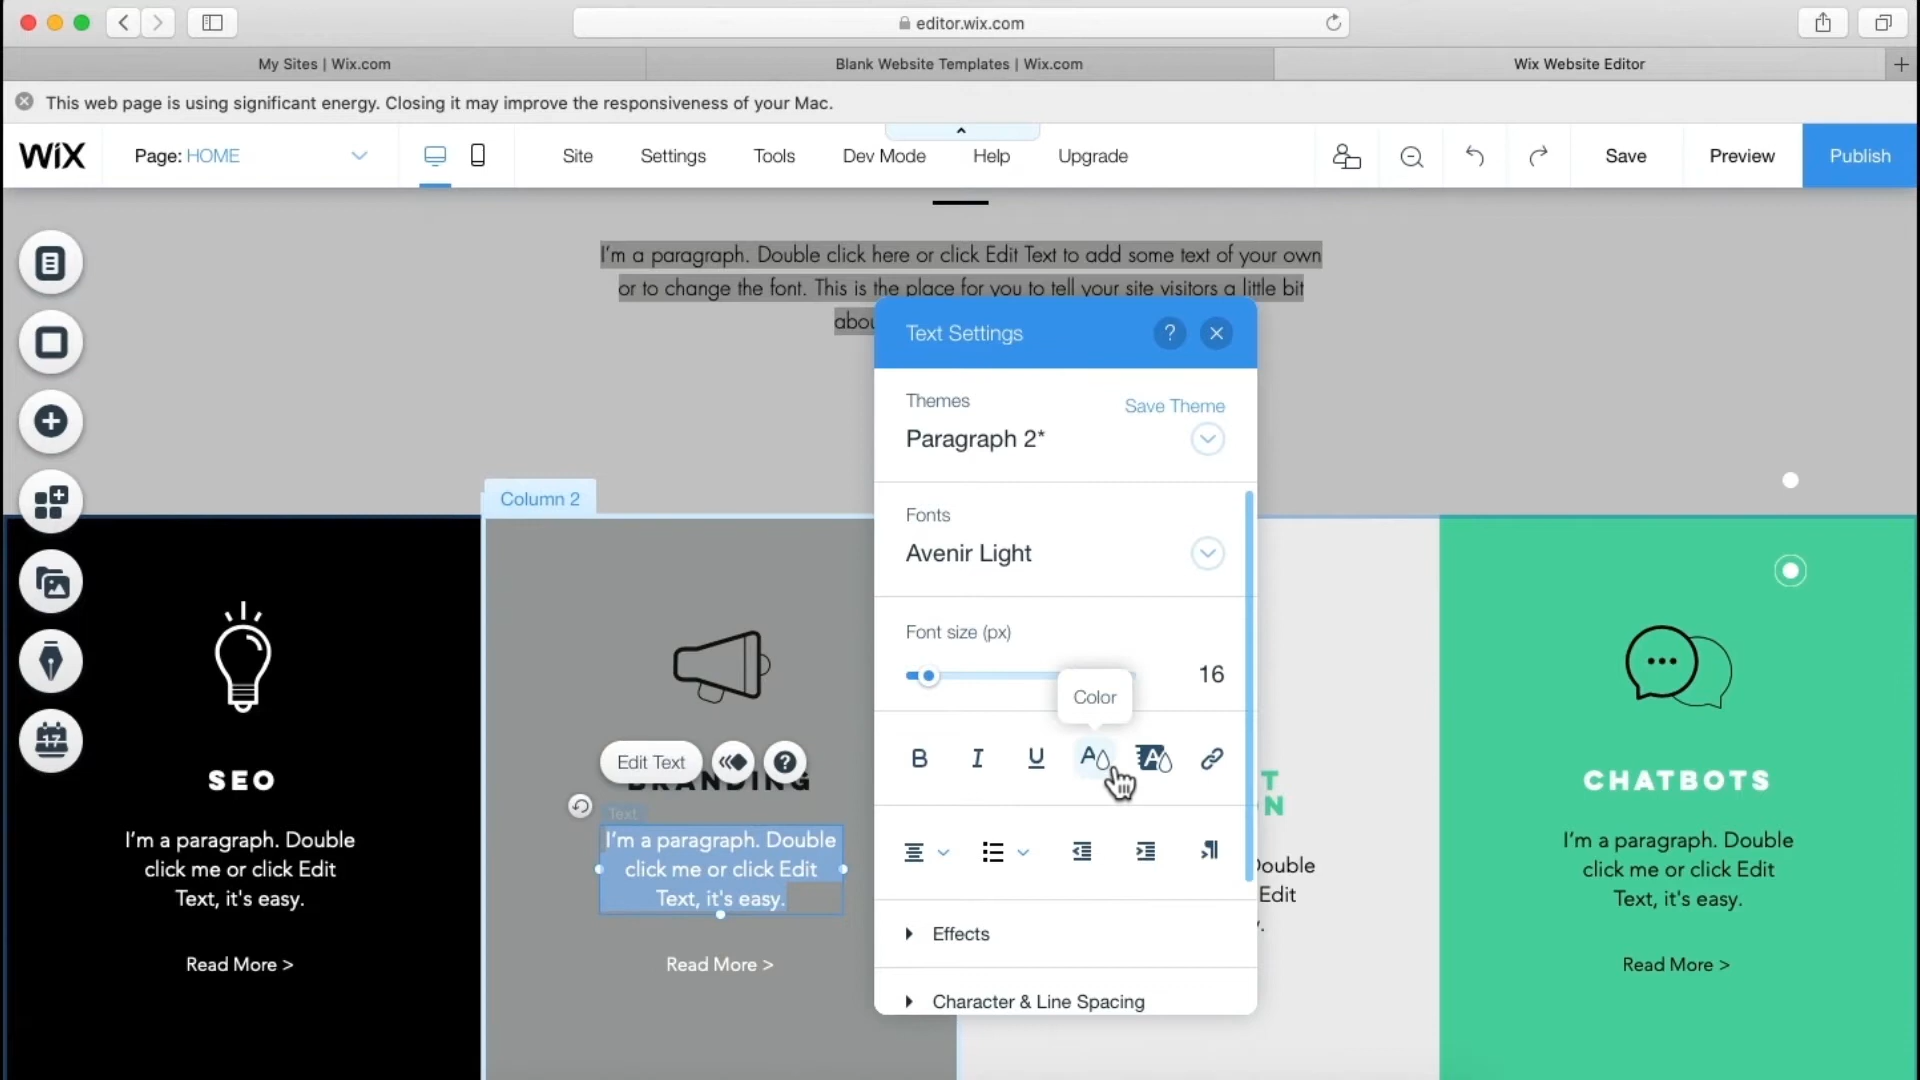 editor.wix.com
My Sites | Wix.com
Blank Website Templates | Wix.com
Wix Website Editor
This web page is using significant energy. Closing it may improve the responsiveness of your Mac.
WiX
Page: HOME
Site
Settings
Tools
Dev Mode
Help
Upgrade
Save
Preview
Publish
I'm a paragraph. Double click here or click Edit Text to add some text of your own
or to change the font. This is the place for you to tell your site visitors a little bit
abou
Text Settings
?
Themes
Save Theme
Paragraph 2*
Fonts
Avenir Light
Font size (px)
16
Color
B I U A A
Effects
Character & Line Spacing
Column 2
17
SEO
I'm a paragraph. Double
click me or click Edit
Text, it's easy.
Read More >
Edit Text
?
BRANDING
Text
I'm a paragraph. Double
click me or click Edit
Text, it's easy.
Read More >
T
N
Double
Edit
.
CHATBOTS
I'm a paragraph. Double
click me or click Edit
Text, it's easy.
Read More >